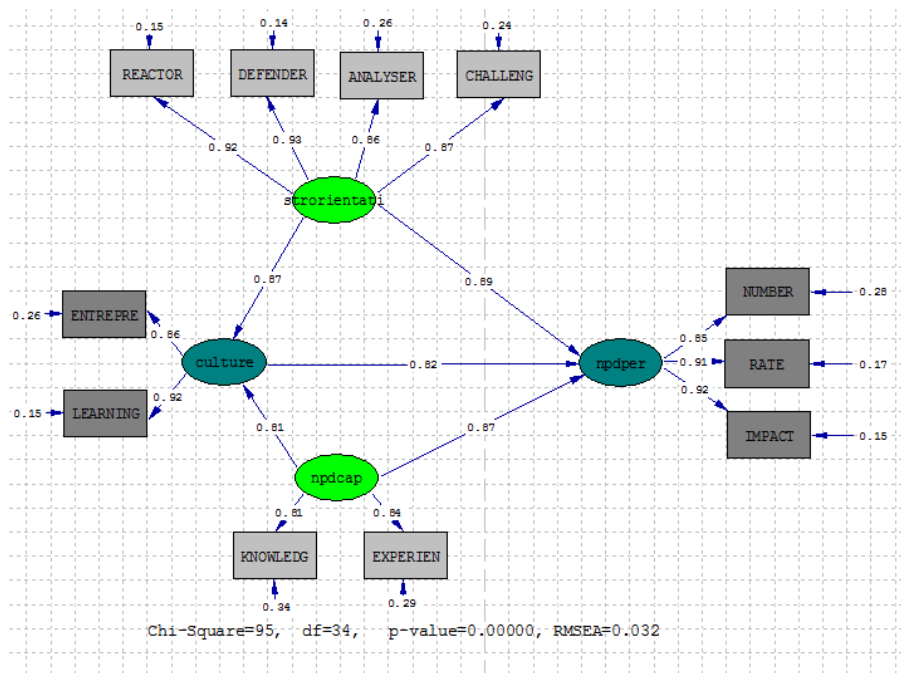 0.15 0.14 0.26 0.24
REACTOR DEFENDER ANALYSER CHALLENG
0.92 0.93 0.86 0.87
strorientati
0.87 0.89
NUMBER 0.28
0.26 ENTREPRE
0.86 0.85
culture 0.82 npdper 0.91 RATE 0.17
0.92 0.92
0.15 LEARNING
0.81 0.87 IMPACT 0.15
npdcap
0.81 0.84
KNOWLEDG EXPERIEN
0.34 0.29
Chi-Square=95, df=34, p-value=0.00000, RMSEA=0.032